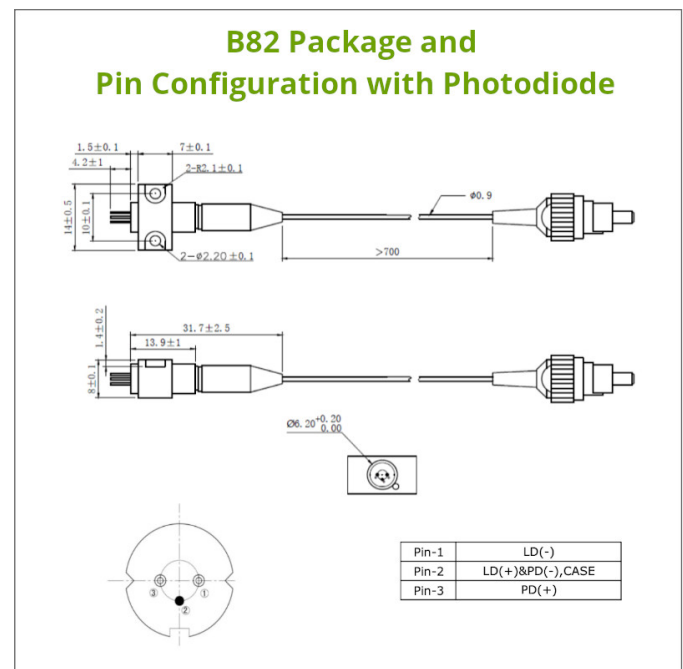 B82 Package and
Pin Configuration with Photodiode
1.5±0.1
7±0.1
4.2±1
2-R2.1±0.1
14±0.5
10±0.1
2-ø2.20±0.1
ø0.9
>700
1.4±0.2
31.7±2.5
13.9±1
8±0.1
Ø6.20+0.20
0.00
③
①
②
Pin-1 LD(-)
Pin-2 LD(+)&PD(-),CASE
Pin-3 PD(+)